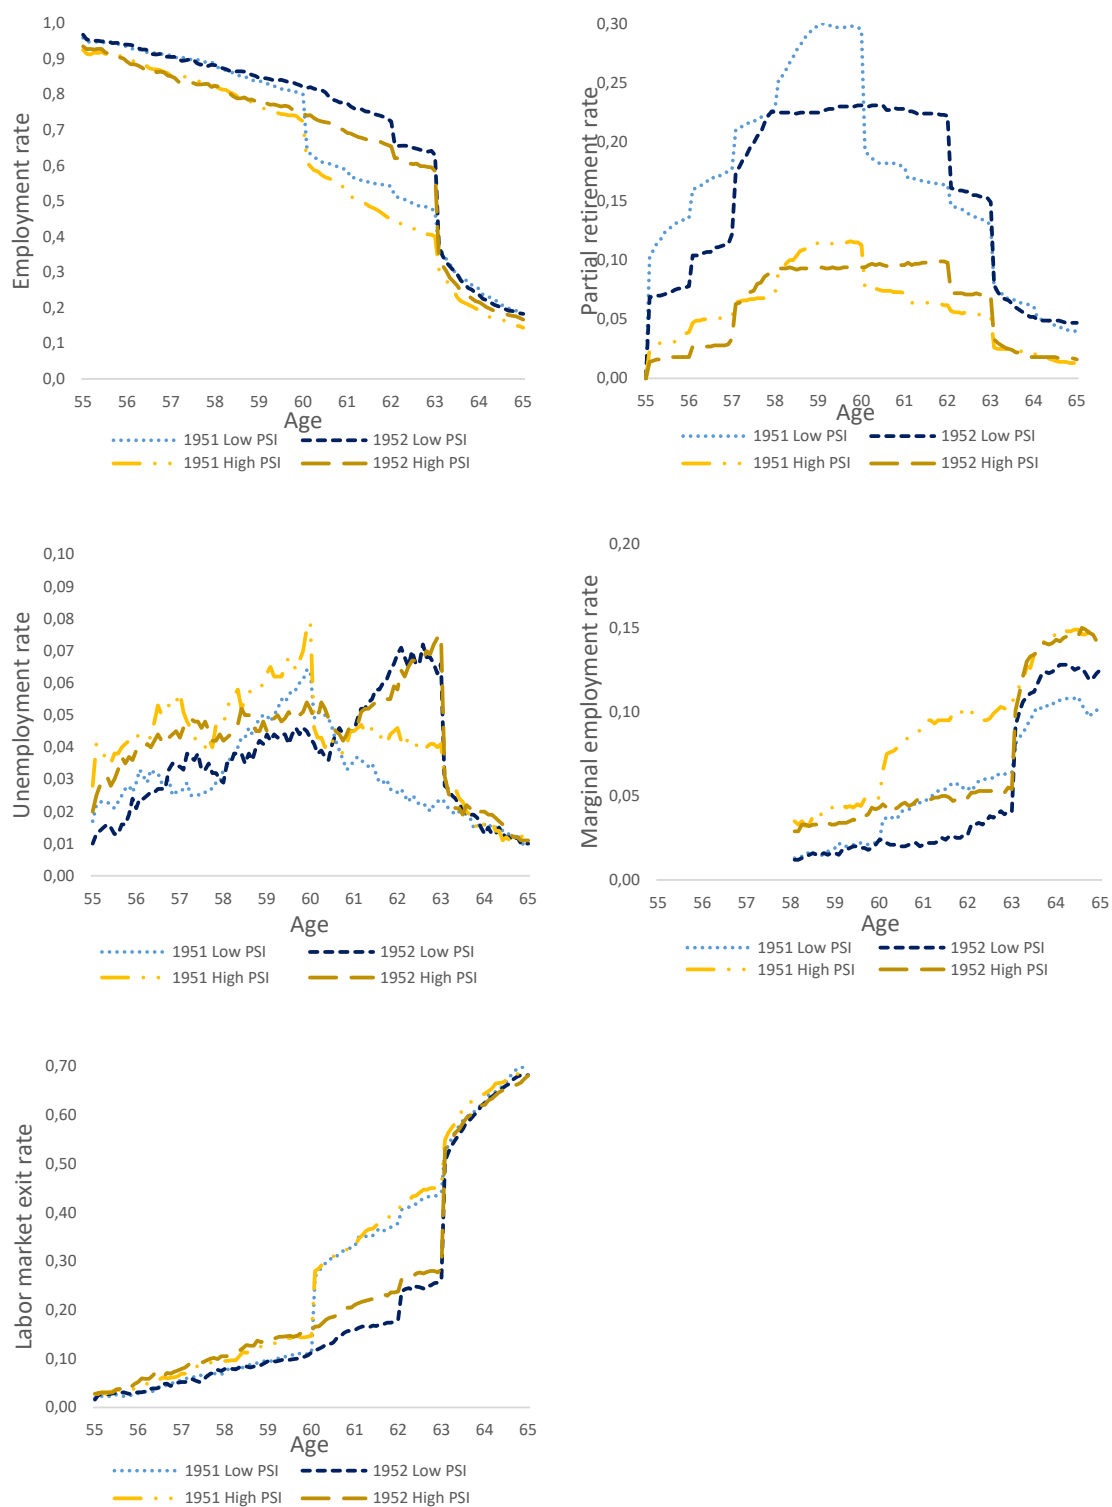 Employment rate
1,0
0,9
0,8
0,7
0,6
0,5
0,4
0,3
0,2
0,1
0,0
55 56 57 58 59 60 61 62 63 64 65
Age
1951 Low PSI 1952 Low PSI
1951 High PSI 1952 High PSI
Partial retirement rate
0,30
0,25
0,20
0,15
0,10
0,05
0,00
55 56 57 58 59 60 61 62 63 64 65
Age
1951 Low PSI 1952 Low PSI
1951 High PSI 1952 High PSI
Unemployment rate
0,10
0,09
0,08
0,07
0,06
0,05
0,04
0,03
0,02
0,01
0,00
55 56 57 58 59 60 61 62 63 64 65
Age
1951 Low PSI 1952 Low PSI
1951 High PSI 1952 High PSI
Marginal employment rate
0,20
0,15
0,10
0,05
0,00
55 56 57 58 59 60 61 62 63 64 65
Age
1951 Low PSI 1952 Low PSI
1951 High PSI 1952 High PSI
Labor market exit rate
0,70
0,60
0,50
0,40
0,30
0,20
0,10
0,00
55 56 57 58 59 60 61 62 63 64 65
Age
1951 Low PSI 1952 Low PSI
1951 High PSI 1952 High PSI